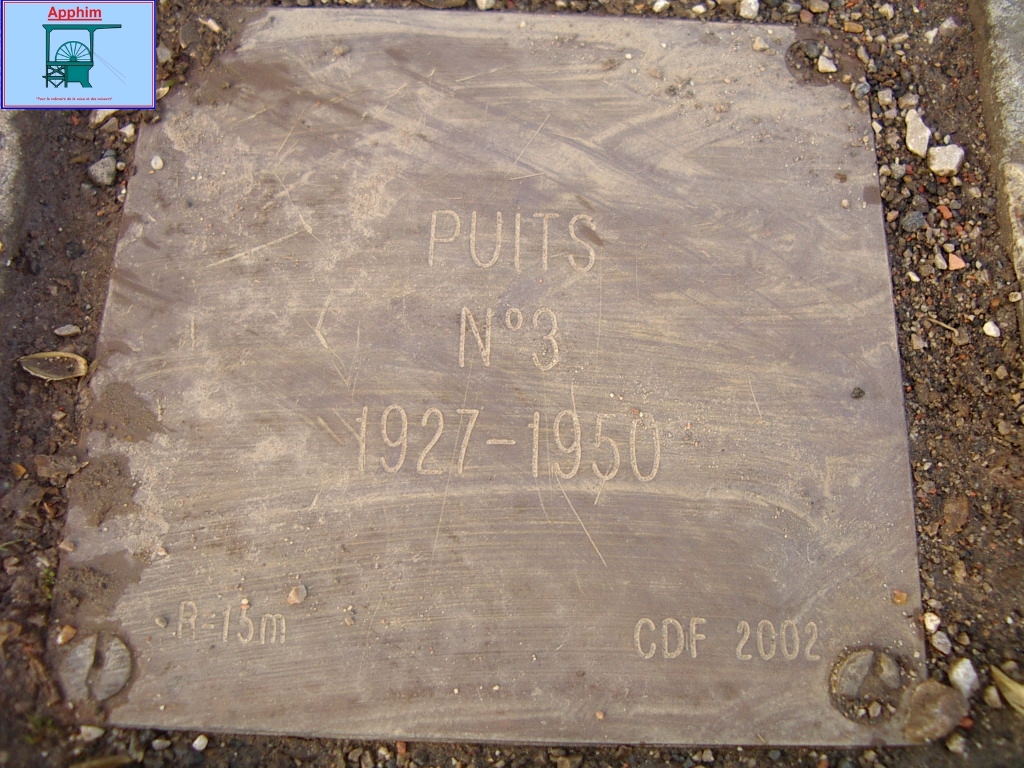 Apphim
PUITS
N°3
1927-1950
R=15m
CDF 2002